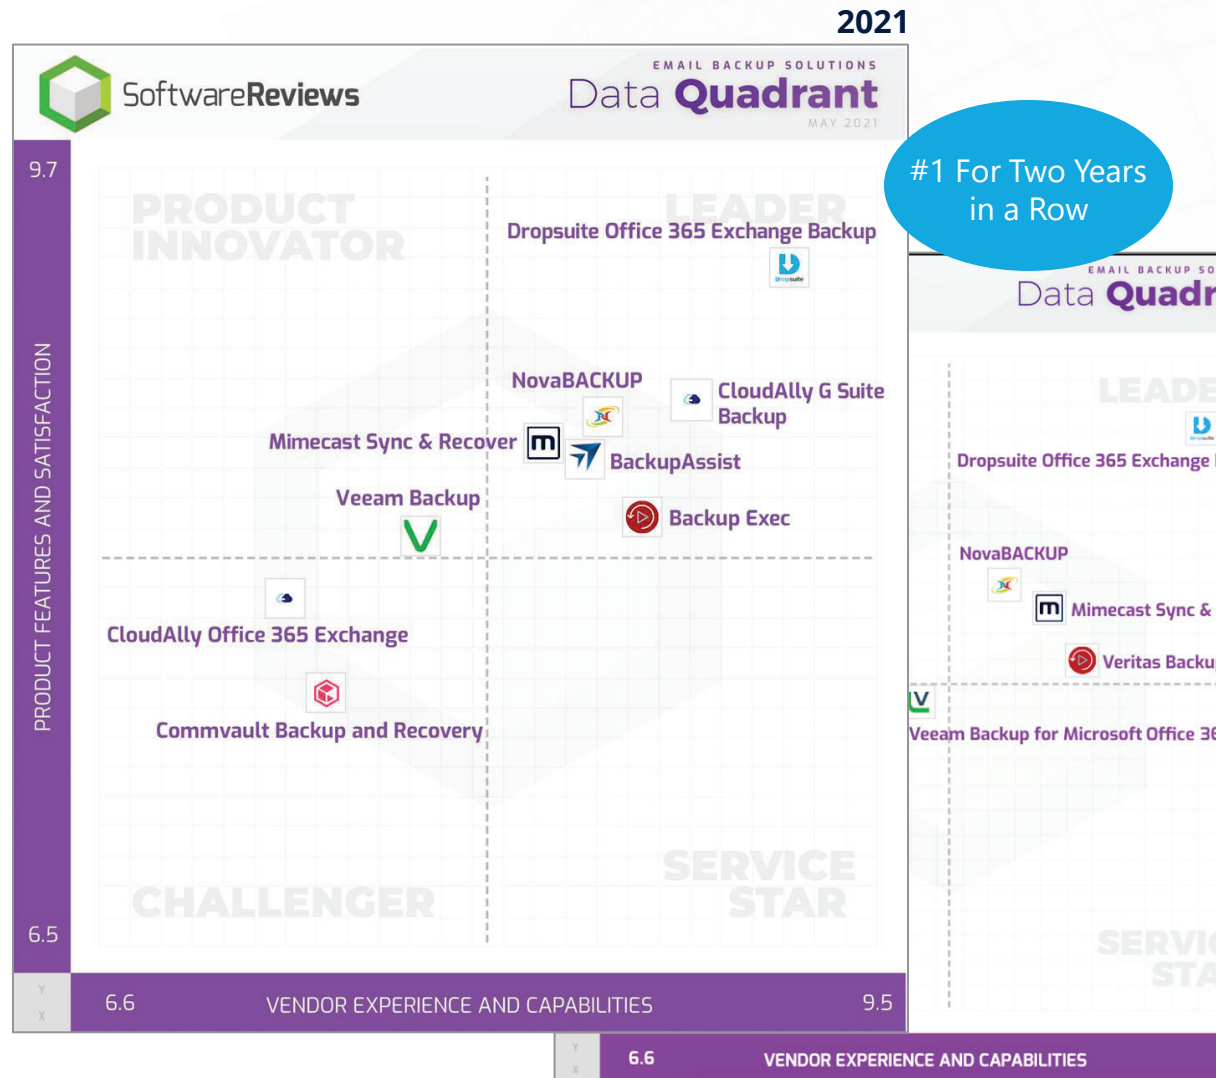 2021
SoftwareReviews
EMAIL BACKUP SOLUTIONS
Data Quadrant
MAY 2021
#1 For Two Years
in a Row
9.7
PRODUCT
INNOVATOR
LEADER
Dropsuite Office 365 Exchange Backup
Dropsuite
NovaBACKUP
CloudAlly G Suite
Backup
Mimecast Sync & Recover
m
BackupAssist
Veeam Backup
Backup Exec
CloudAlly Office 365 Exchange
Commvault Backup and Recovery
SERVICE
STAR
CHALLENGER
PRODUCT FEATURES AND SATISFACTION
6.5
Y
X
6.6
VENDOR EXPERIENCE AND CAPABILITIES
9.5
EMAIL BACKUP SO
Data Quadr
LEADE
Dropsuite Office 365 Exchange
NovaBACKUP
m
Mimecast Sync &
Veritas Backu
Veeam Backup for Microsoft Office 36
SERVIC
STA
Y
X
6.6
VENDOR EXPERIENCE AND CAPABILITIES